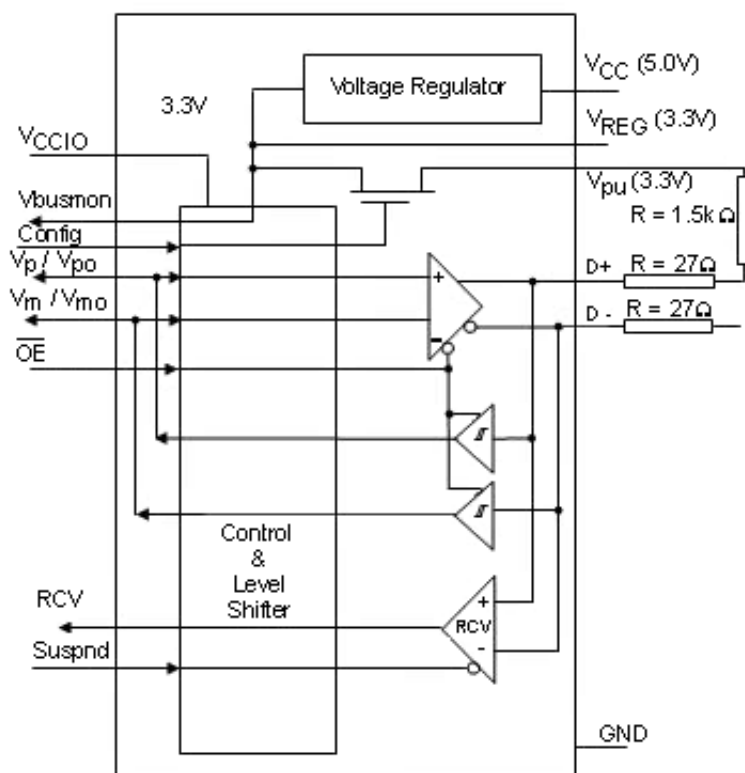 Voltage Regulator
VCC (5.0V)
3.3V
VREG (3.3V)
VCCIO
Vpu (3.3V)
Vbusmon
R = 1.5k Ω
Config
Vp / Vpo
D+
R = 27Ω
+
Vm / Vmo
D -
R = 27Ω
-
OE
Control
&
Level
Shifter
RCV
+
RCV
-
Suspnd
GND